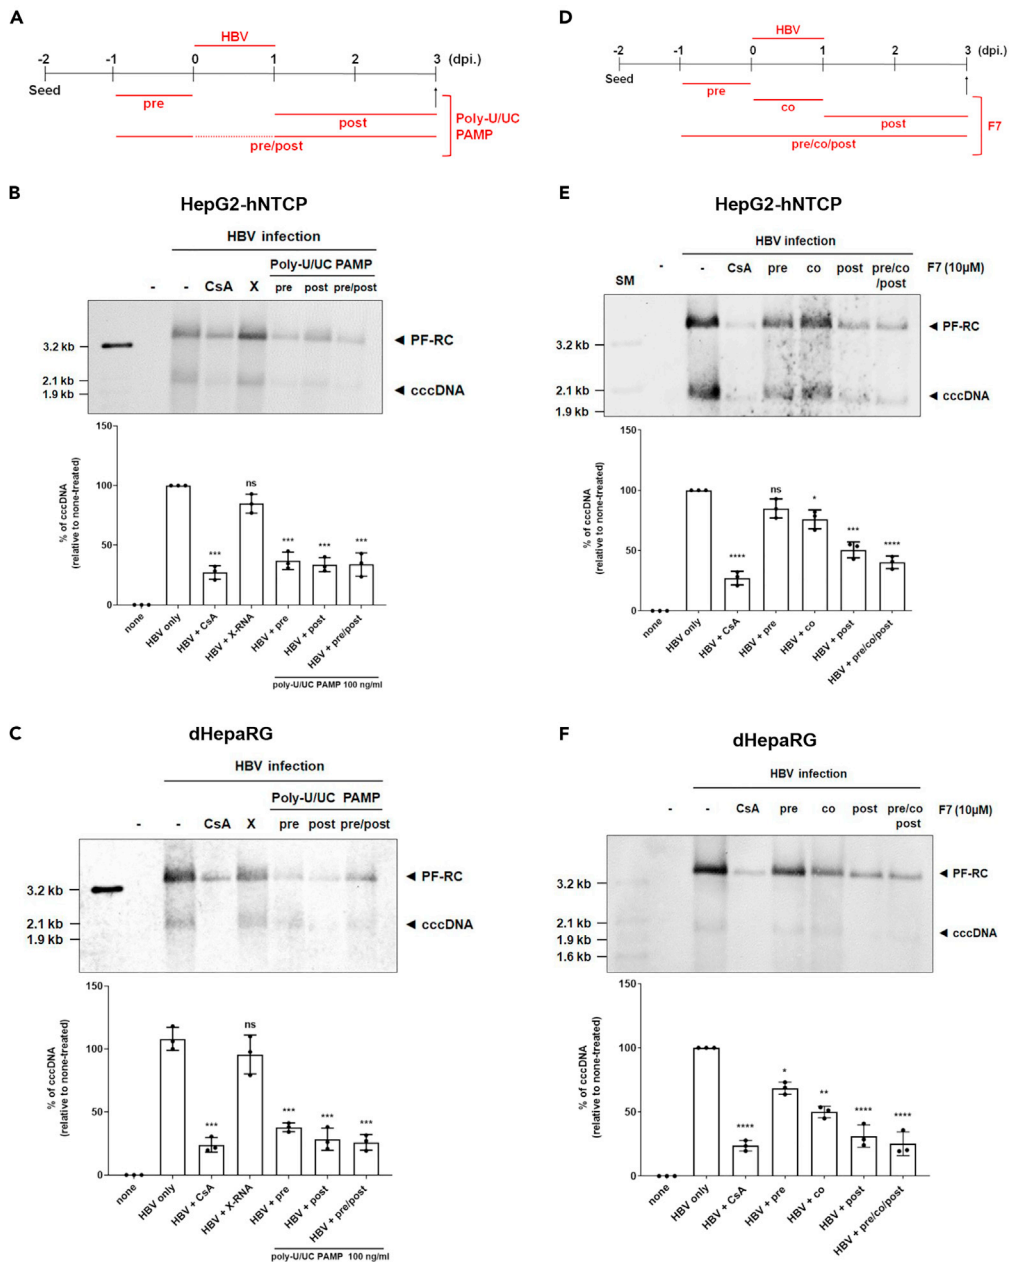 A
HBV
-2 -1 0 1 2 3 (dpi.)
Seed
pre
post
pre/post
Poly-U/UC
PAMP
D
HBV
-2 -1 0 1 2 3 (dpi.)
Seed
pre
co
post
pre/co/post
F7
B
HepG2-hNTCP
HBV infection
Poly-U/UC PAMP
- - CsA X pre post pre/post
3.2 kb
2.1 kb
1.9 kb
◄ PF-RC
◄ cccDNA
% of cccDNA
(relative to none-treated)
150
100
50
0
*** ns *** *** ***
none
HBV only
HBV + CsA
HBV + X-RNA
HBV + pre
HBV + post
HBV + pre/post
poly-U/UC PAMP 100 ng/ml
E
HepG2-hNTCP
HBV infection
SM - - CsA pre co post pre/co
/post
F7 (10μM)
3.2 kb
2.1 kb
1.9 kb
◄ PF-RC
◄ cccDNA
% of cccDNA
(relative to none-treated)
150
100
50
0
**** ns * *** ****
none
HBV only
HBV + CsA
HBV + pre
HBV + co
HBV + post
HBV + pre/co/post
C
dHepaRG
HBV infection
Poly-U/UC PAMP
- - CsA X pre post pre/post
3.2 kb
2.1 kb
1.9 kb
◄ PF-RC
◄ cccDNA
% of cccDNA
(relative to none-treated)
150
100
50
0
*** ns *** *** ***
none
HBV only
HBV + CsA
HBV + X-RNA
HBV + pre
HBV + post
HBV + pre/post
poly-U/UC PAMP 100 ng/ml
F
dHepaRG
HBV infection
- - CsA pre co post pre/co
post
F7 (10μM)
3.2 kb
2.1 kb
1.9 kb
1.6 kb
◄ PF-RC
◄ cccDNA
% of cccDNA
(relative to none-treated)
150
100
50
0
**** * ** **** ****
none
HBV only
HBV + CsA
HBV + pre
HBV + co
HBV + post
HBV + pre/co/post